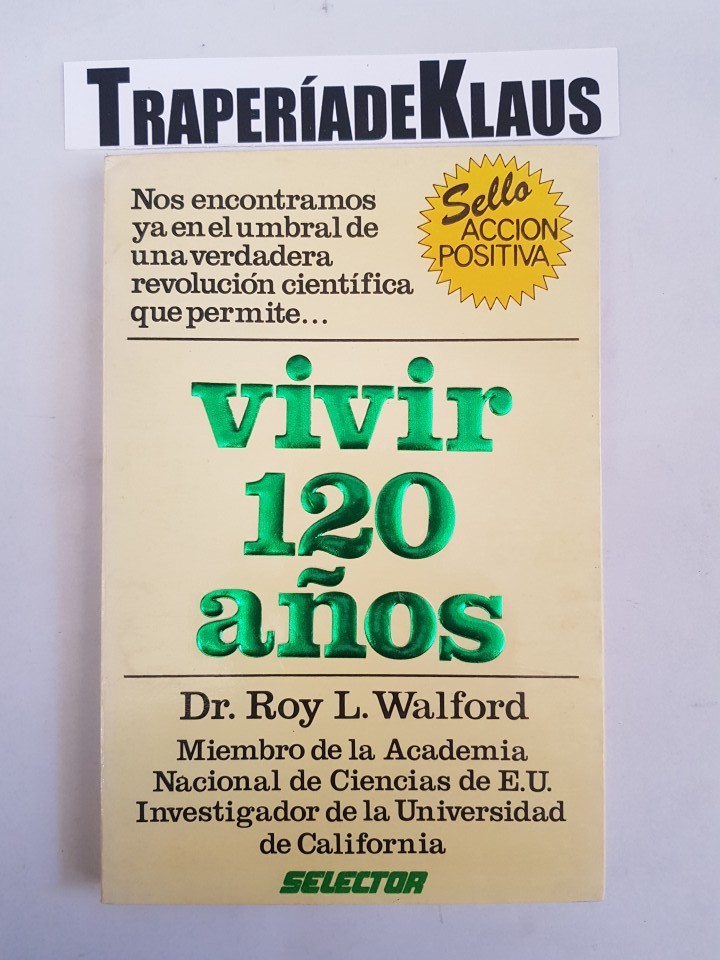 TRAPERÍADEKLAUS
Nos encontramos
ya en el umbral de
una verdadera
revolución científica
que permite...
Sello
ACCION
POSITIVA
vivir
120
años
Dr. Roy L. Walford
Miembro de la Academia
Nacional de Ciencias de E.U.
Investigador de la Universidad
de California
SELECTOR